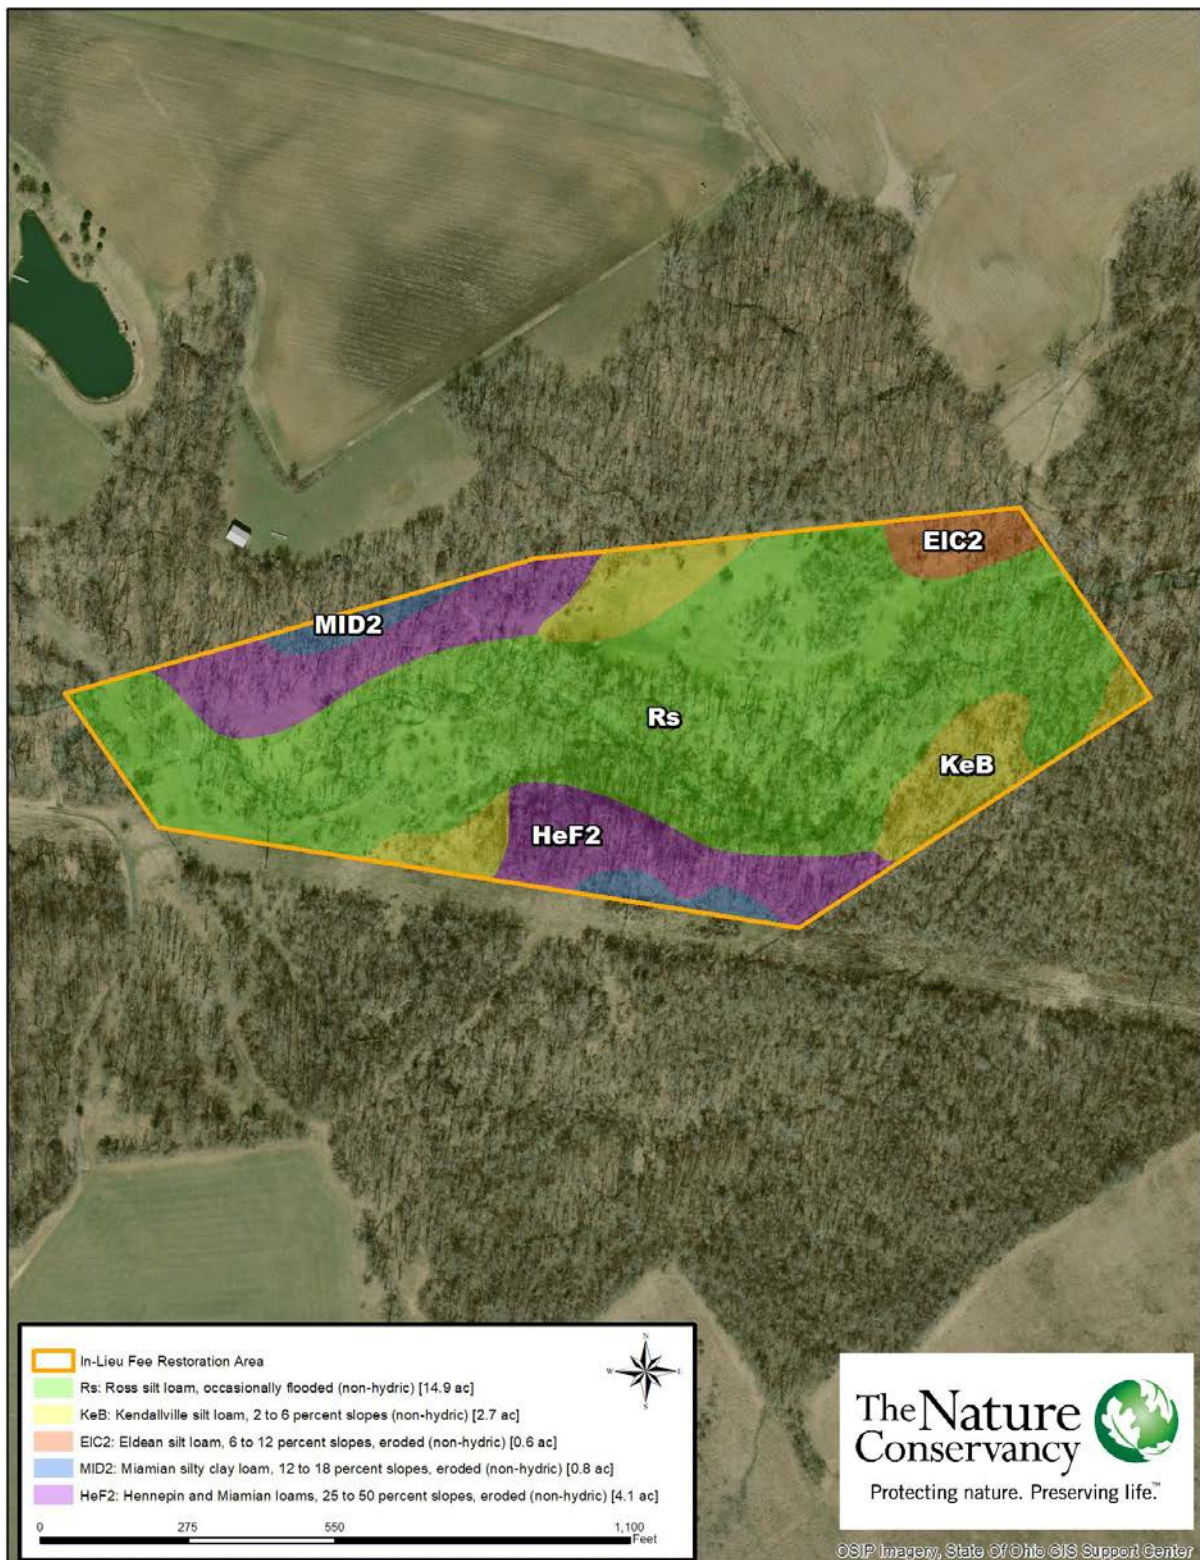 EIC2
MID2
Rs
KeB
HeF2
N
W E
S
In-Lieu Fee Restoration Area
Rs: Ross silt loam, occasionally flooded (non-hydric) [14.9 ac]
KeB: Kendallville silt loam, 2 to 6 percent slopes (non-hydric) [2.7 ac]
EIC2: Eldean silt loam, 6 to 12 percent slopes, eroded (non-hydric) [0.6 ac]
MID2: Miamian silty clay loam, 12 to 18 percent slopes, eroded (non-hydric) [0.8 ac]
HeF2: Hennepin and Miamian loams, 25 to 50 percent slopes, eroded (non-hydric) [4.1 ac]
0 275 550 1,100
Feet
The Nature
Conservancy
Protecting nature. Preserving life.™
OSIP Imagery, State Of Ohio GIS Support Center